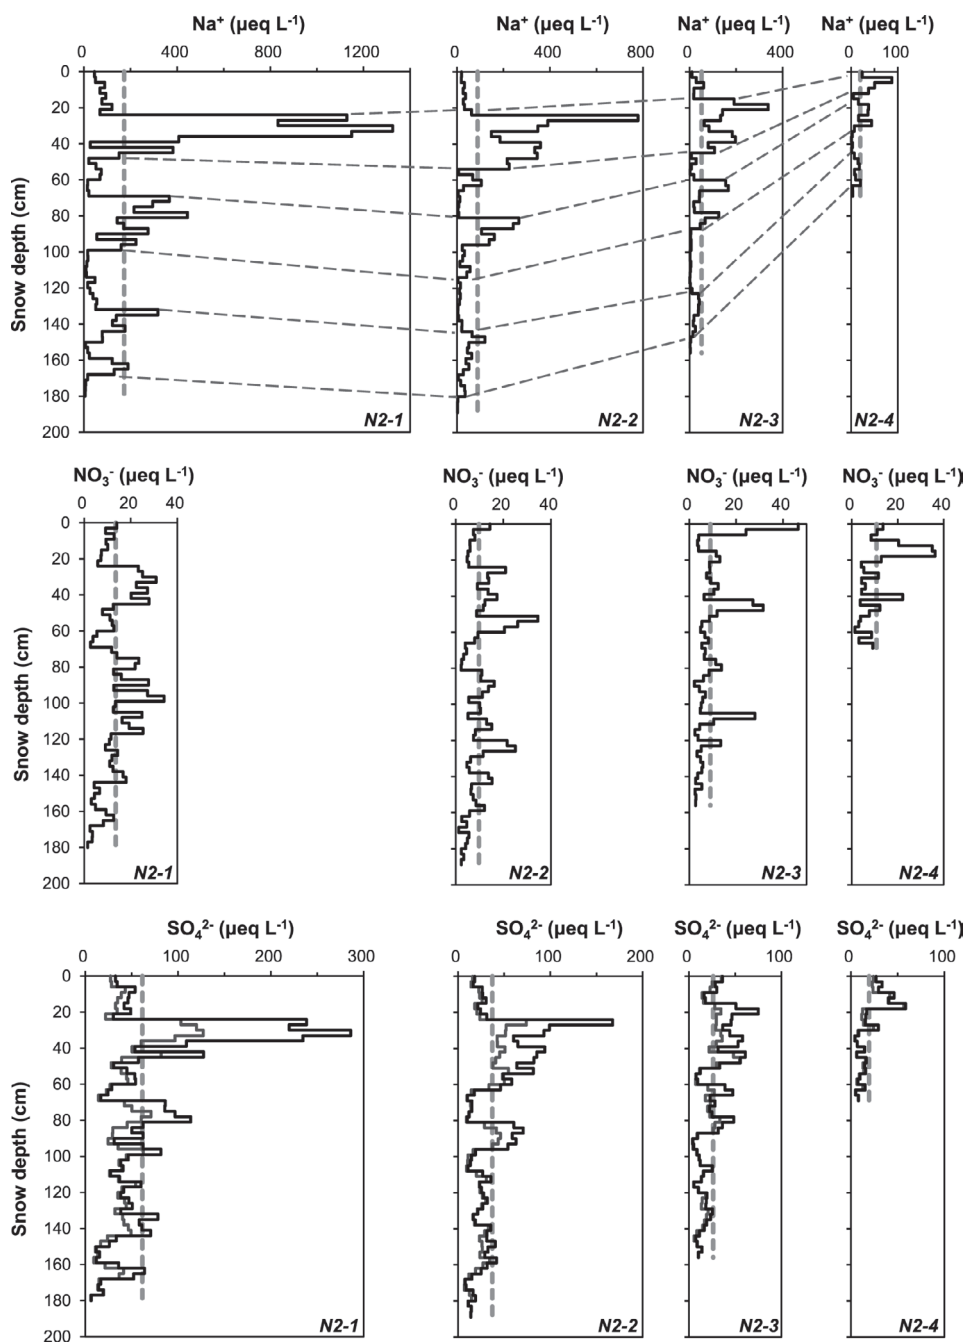 Na⁺ (µeq L⁻¹) Na⁺ (µeq L⁻¹) Na⁺ (µeq L⁻¹) Na⁺ (µeq L⁻¹)
0 400 800 1200 0 400 800 0 200 400 0 100
0
20
40
60
80
100
120
140
160
180
200
Snow depth (cm)
N2-1 N2-2 N2-3 N2-4
NO₃⁻ (µeq L⁻¹) NO₃⁻ (µeq L⁻¹) NO₃⁻ (µeq L⁻¹) NO₃⁻ (µeq L⁻¹)
0 20 40 0 20 40 0 20 40 0 20 40
0
20
40
60
80
100
120
140
160
180
200
Snow depth (cm)
N2-1 N2-2 N2-3 N2-4
SO₄²⁻ (µeq L⁻¹) SO₄²⁻ (µeq L⁻¹) SO₄²⁻ (µeq L⁻¹) SO₄²⁻ (µeq L⁻¹)
0 100 200 300 0 50 100 150 200 0 50 100 0 50 100
0
20
40
60
80
100
120
140
160
180
200
Snow depth (cm)
N2-1 N2-2 N2-3 N2-4